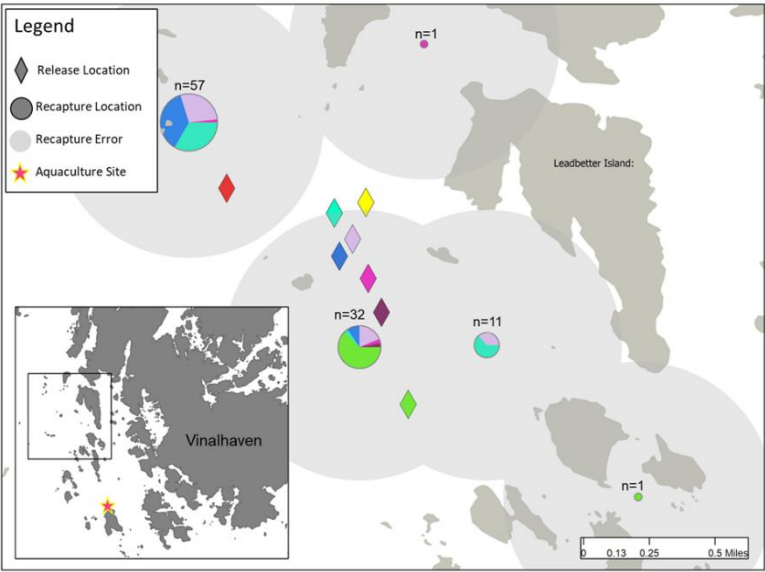 Legend
Release Location
Recapture Location
Recapture Error
Aquaculture Site
n=57
n=1
Leadbetter Island:
n=32
n=11
n=1
Vinalhaven
0 0.13 0.25 0.5 Miles